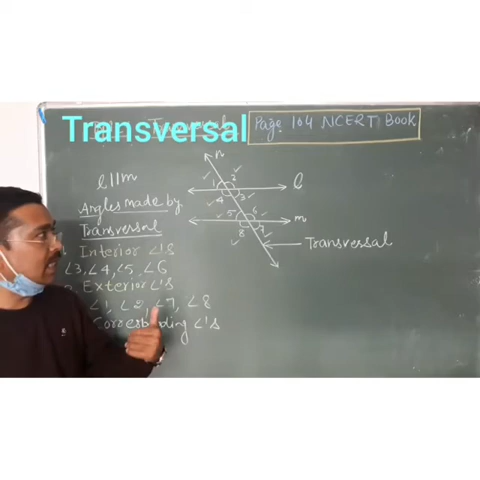 Transversal
Page 104 NCERT Book
n
l || m
1 2
4 3
l
5 6
8 7
m
Transversal
Angles made by
Transversal
Interior ∠'s
∠3, ∠4, ∠5, ∠6
Exterior ∠'s
∠1, ∠2, ∠7, ∠8
Corresponding ∠'s